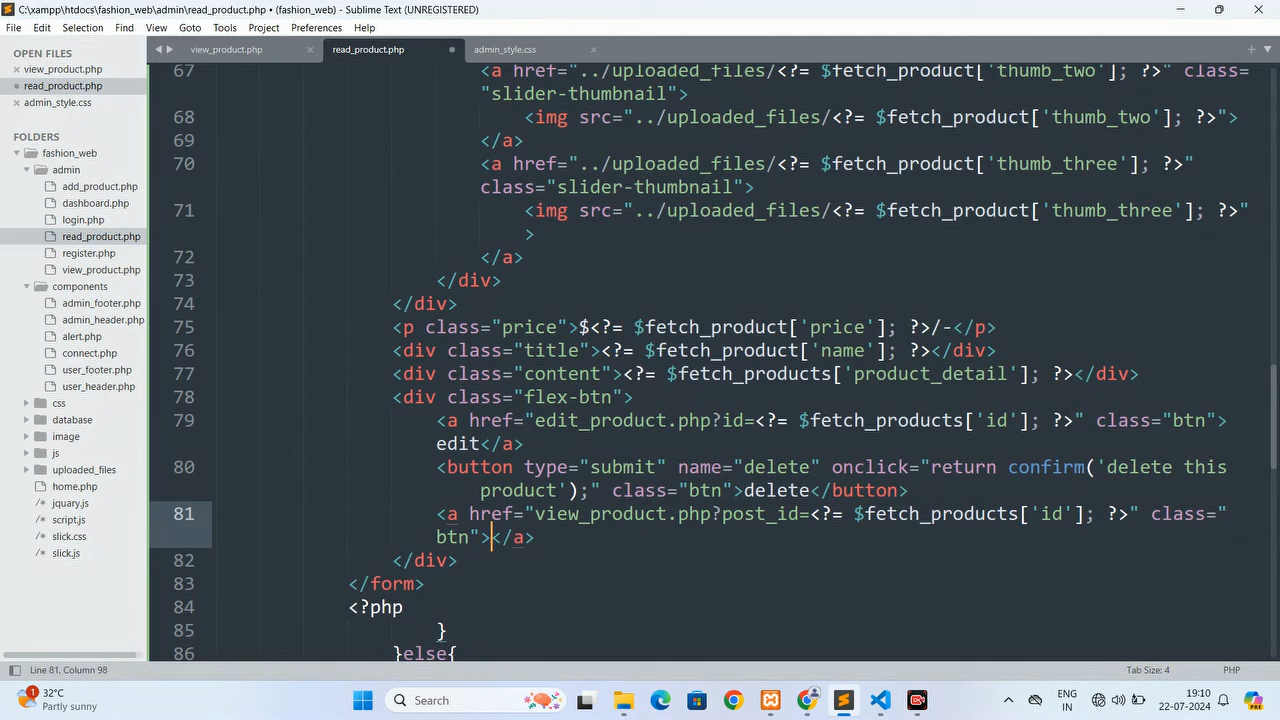 C:\xampp\htdocs\fashion_web\admin\read_product.php • (fashion_web) - Sublime Text (UNREGISTERED)
File Edit Selection Find View Goto Tools Project Preferences Help
OPEN FILES
view_product.php
read_product.php
admin_style.css
FOLDERS
fashion_web
admin
add_product.php
dashboard.php
login.php
read_product.php
register.php
view_product.php
components
admin_footer.php
admin_header.php
alert.php
connect.php
user_footer.php
user_header.php
css
database
image
js
uploaded_files
home.php
jquary.js
script.js
slick.css
slick.js
view_product.php read_product.php admin_style.css
67 <a href="../uploaded_files/<?= $fetch_product['thumb_two']; ?>" class=
"slider-thumbnail">
68 <img src="../uploaded_files/<?= $fetch_product['thumb_two']; ?>">
69 </a>
70 <a href="../uploaded_files/<?= $fetch_product['thumb_three']; ?>"
class="slider-thumbnail">
71 <img src="../uploaded_files/<?= $fetch_product['thumb_three']; ?>"
>
72 </a>
73 </div>
74 </div>
75 <p class="price">$<?= $fetch_product['price']; ?>/-</p>
76 <div class="title"><?= $fetch_product['name']; ?></div>
77 <div class="content"><?= $fetch_products['product_detail']; ?></div>
78 <div class="flex-btn">
79 <a href="edit_product.php?id=<?= $fetch_products['id']; ?>" class="btn">
edit</a>
80 <button type="submit" name="delete" onclick="return confirm('delete this
product');" class="btn">delete</button>
81 <a href="view_product.php?post_id=<?= $fetch_products['id']; ?>" class="
btn"></a>
82 </div>
83 </form>
84 <?php
85 }
86 }else{
Line 81, Column 98 Tab Size: 4 PHP
32°C
Partly sunny
1
Search
ENG
IN
19:10
22-07-2024